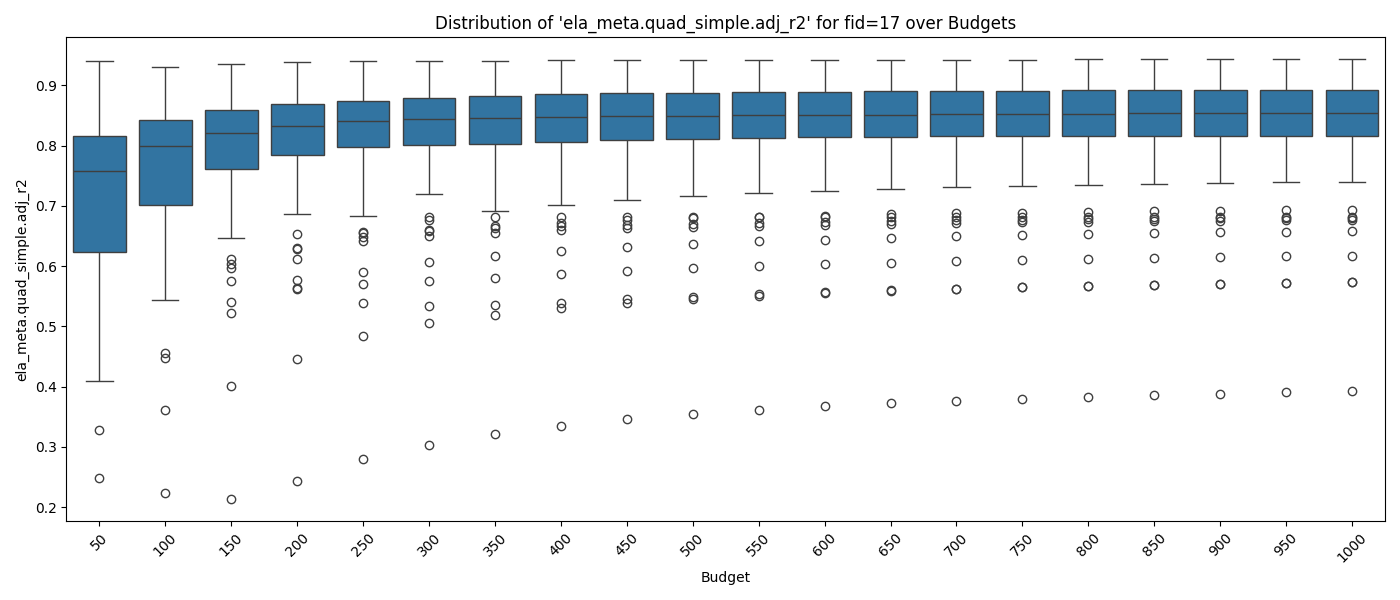 Distribution of 'ela_meta.quad_simple.adj_r2' for fid=17 over Budgets
ela_meta.quad_simple.adj_r2
0.9
0.8
0.7
0.6
0.5
0.4
0.3
0.2
50 100 150 200 250 300 350 400 450 500 550 600 650 700 750 800 850 900 950 1000
Budget